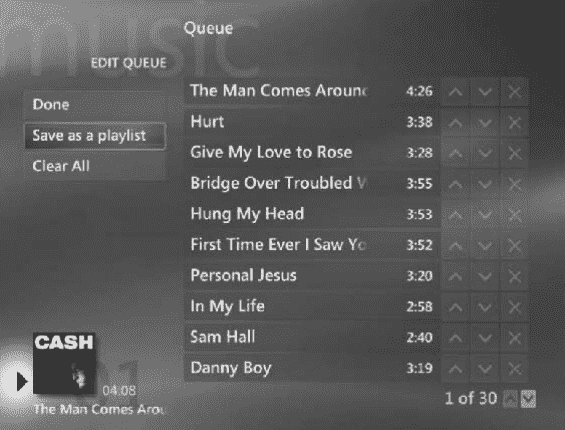 music
Queue
EDIT QUEUE
Done
Save as a playlist
Clear All
The Man Comes Aroun 4:26
Hurt 3:38
Give My Love to Rose 3:28
Bridge Over Troubled 3:55
Hung My Head 3:53
First Time Ever I Saw Yo 3:52
Personal Jesus 3:20
In My Life 2:58
Sam Hall 2:40
Danny Boy 3:19
1 of 30
CASH
04:08
The Man Comes Arou